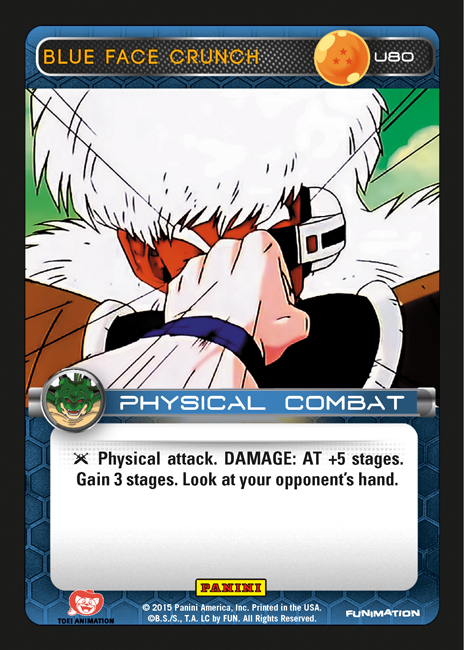 BLUE FACE CRUNCH
U80
PHYSICAL COMBAT
Physical attack. DAMAGE: AT +5 stages.
Gain 3 stages. Look at your opponent's hand.
PANINI
TOEI ANIMATION
© 2015 Panini America, Inc. Printed in the USA.
©B.S./S., T.A. LC by FUN. All Rights Reserved.
FUNIMATION